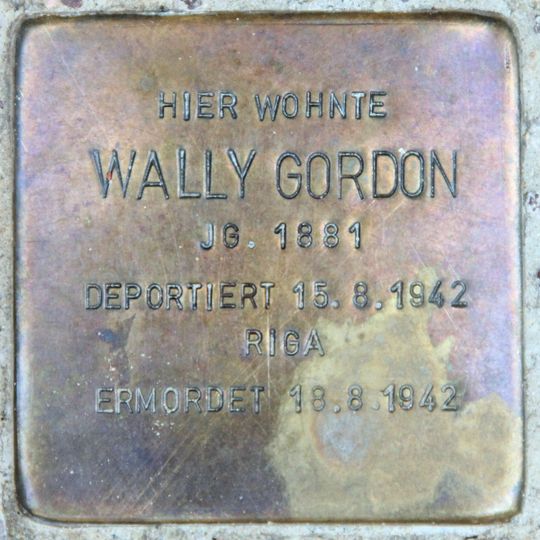 HIER WOHNTE
WALLY GORDON
JG. 1881
DEPORTIERT 15.8.1942
RIGA
ERMORDET 18.8.1942